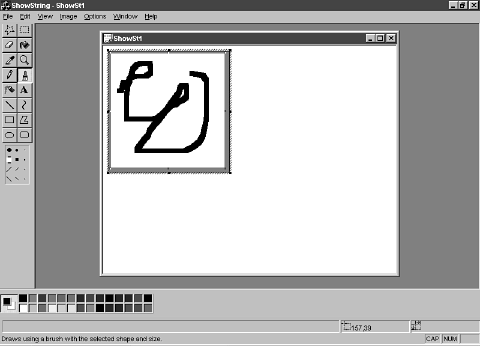 ShowString - ShowSt1
File Edit View Image Options Window Help
ShowSt1
A
157,39
Draws using a brush with the selected shape and size. CAP NUM